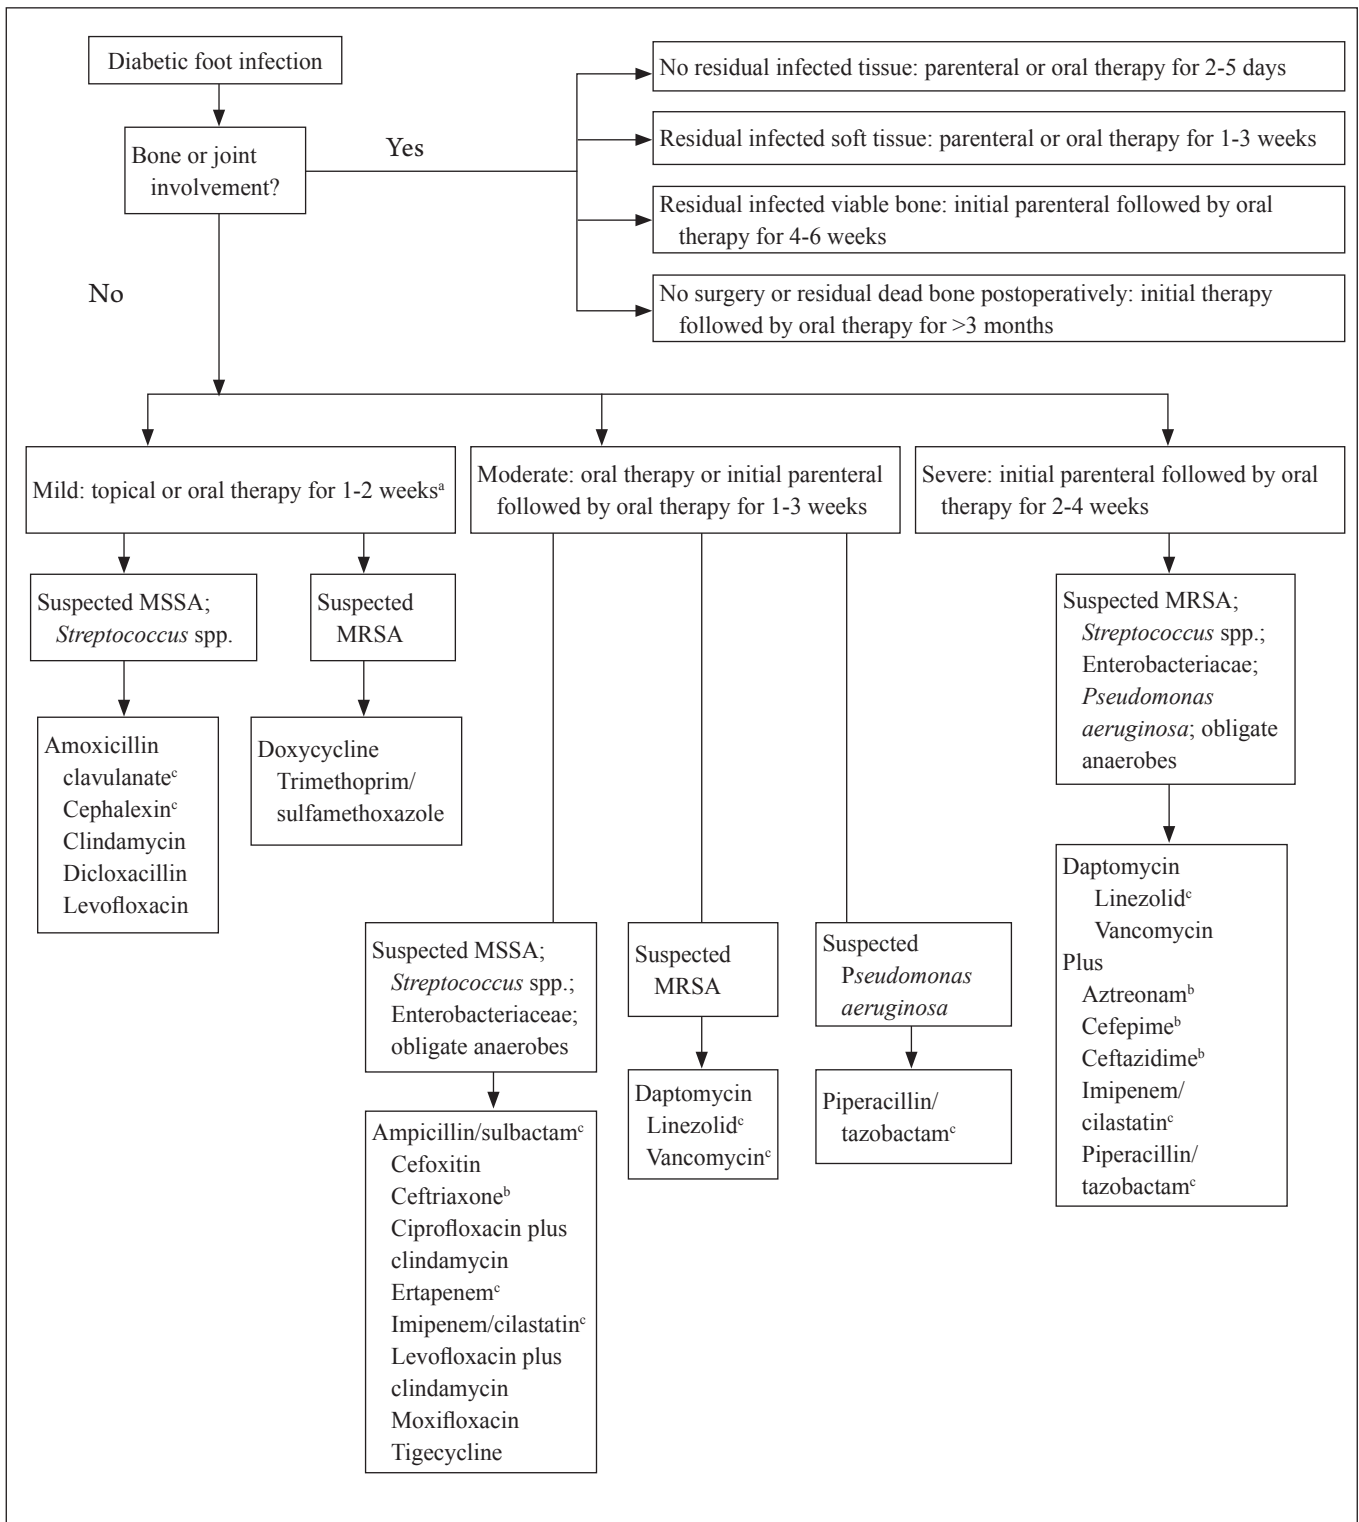 Diabetic foot infection
Bone or joint
involvement?
Yes
No residual infected tissue: parenteral or oral therapy for 2-5 days
Residual infected soft tissue: parenteral or oral therapy for 1-3 weeks
Residual infected viable bone: initial parenteral followed by oral
therapy for 4-6 weeks
No surgery or residual dead bone postoperatively: initial therapy
followed by oral therapy for >3 months
No
Mild: topical or oral therapy for 1-2 weeksᵃ
Moderate: oral therapy or initial parenteral
followed by oral therapy for 1-3 weeks
Severe: initial parenteral followed by oral
therapy for 2-4 weeks
Suspected MSSA;
Streptococcus spp.
Suspected
MRSA
Amoxicillin
clavulanateᶜ
Cephalexinᶜ
Clindamycin
Dicloxacillin
Levofloxacin
Doxycycline
Trimethoprim/
sulfamethoxazole
Suspected MSSA;
Streptococcus spp.;
Enterobacteriaceae;
obligate anaerobes
Ampicillin/sulbactamᶜ
Cefoxitin
Ceftriaxoneᵇ
Ciprofloxacin plus
clindamycin
Ertapenemᶜ
Imipenem/cilastatinᶜ
Levofloxacin plus
clindamycin
Moxifloxacin
Tigecycline
Suspected
MRSA
Daptomycin
Linezolidᶜ
Vancomycinᶜ
Suspected
Pseudomonas
aeruginosa
Piperacillin/
tazobactamᶜ
Suspected MRSA;
Streptococcus spp.;
Enterobacteriacae;
Pseudomonas
aeruginosa; obligate
anaerobes
Daptomycin
Linezolidᶜ
Vancomycin
Plus
Aztreonamᵇ
Cefepimeᵇ
Ceftazidimeᵇ
Imipenem/
cilastatinᶜ
Piperacillin/
tazobactamᶜ